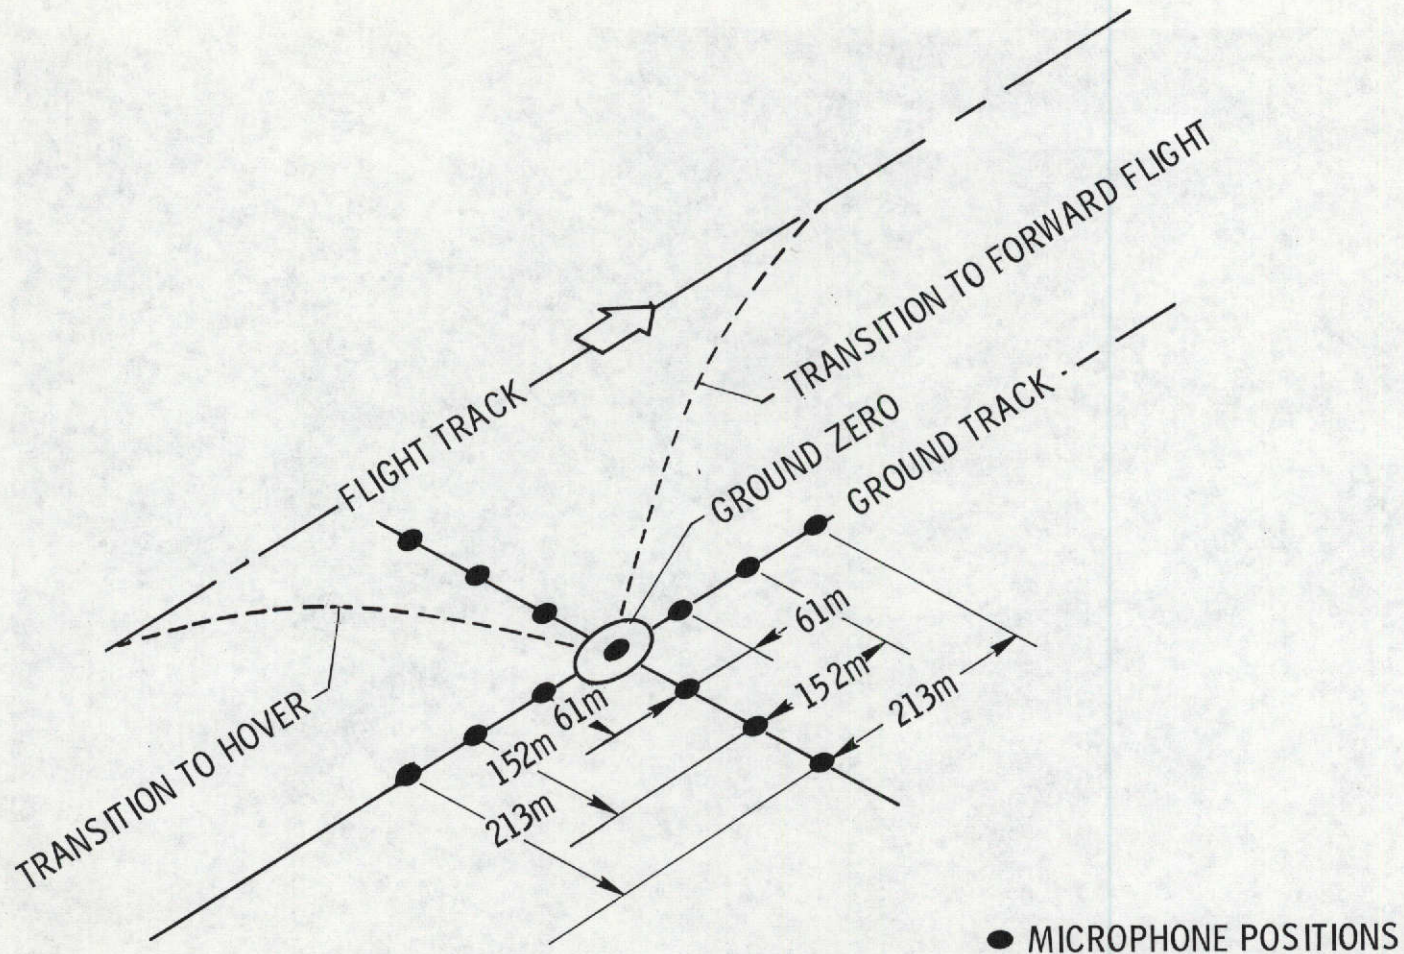 TRANSITION TO FORWARD FLIGHT
FLIGHT TRACK
GROUND ZERO
GROUND TRACK
61m
152m
213m
61m
152m
213m
TRANSITION TO HOVER
MICROPHONE POSITIONS